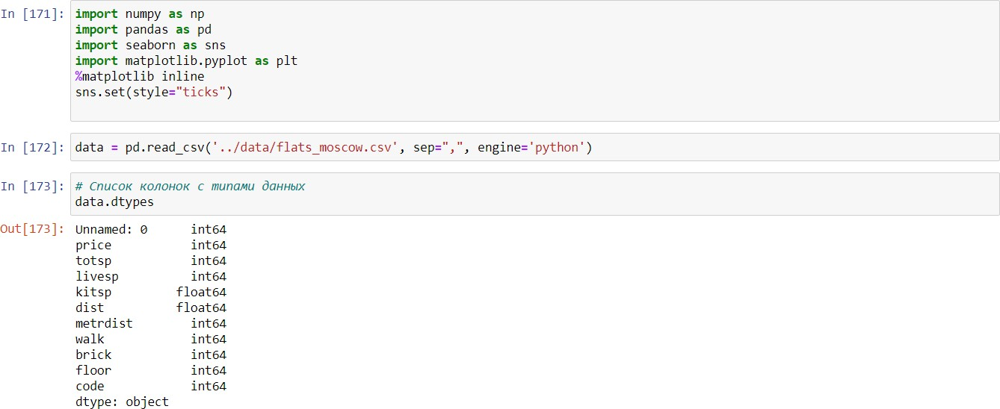 In [171]: import numpy as np
import pandas as pd
import seaborn as sns
import matplotlib.pyplot as plt
%matplotlib inline
sns.set(style="ticks")
In [172]: data = pd.read_csv('../data/flats_moscow.csv', sep=",", engine='python')
In [173]: # Список колонок с типами данных
data.dtypes
Out[173]: Unnamed: 0 int64
price int64
totsp int64
livesp int64
kitsp float64
dist float64
metrdist int64
walk int64
brick int64
floor int64
code int64
dtype: object